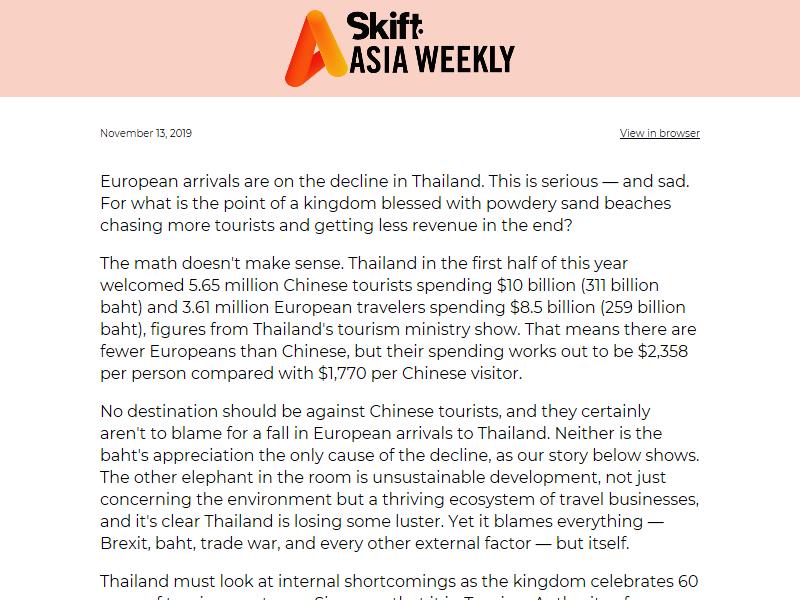 Skift
ASIA WEEKLY
November 13, 2019
View in browser
European arrivals are on the decline in Thailand. This is serious — and sad.
For what is the point of a kingdom blessed with powdery sand beaches
chasing more tourists and getting less revenue in the end?
The math doesn't make sense. Thailand in the first half of this year
welcomed 5.65 million Chinese tourists spending $10 billion (311 billion
baht) and 3.61 million European travelers spending $8.5 billion (259 billion
baht), figures from Thailand's tourism ministry show. That means there are
fewer Europeans than Chinese, but their spending works out to be $2,358
per person compared with $1,770 per Chinese visitor.
No destination should be against Chinese tourists, and they certainly
aren't to blame for a fall in European arrivals to Thailand. Neither is the
baht's appreciation the only cause of the decline, as our story below shows.
The other elephant in the room is unsustainable development, not just
concerning the environment but a thriving ecosystem of travel businesses,
and it's clear Thailand is losing some luster. Yet it blames everything —
Brexit, baht, trade war, and every other external factor — but itself.
Thailand must look at internal shortcomings as the kingdom celebrates 60